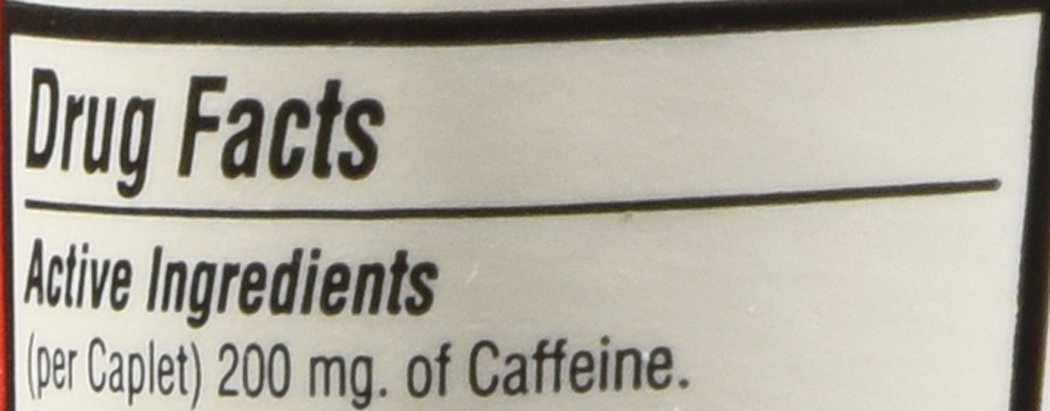 Drug Facts
Active Ingredients
(per Caplet) 200 mg. of Caffeine.